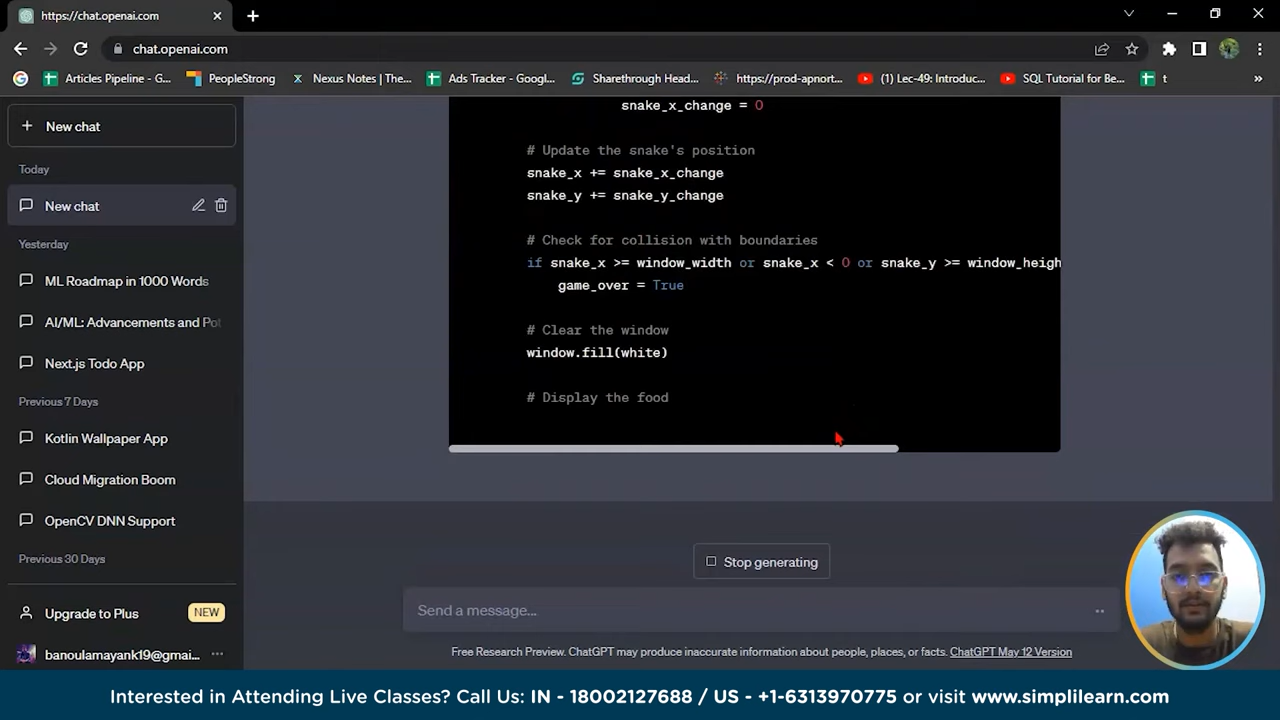 https://chat.openai.com
chat.openai.com
Articles Pipeline - G...
PeopleStrong
Nexus Notes | The...
Ads Tracker - Googl...
Sharethrough Head...
https://prod-apnort...
(1) Lec-49: Introduc...
SQL Tutorial for Be...
t
»
+ New chat
Today
New chat
Yesterday
ML Roadmap in 1000 Words
AI/ML: Advancements and Pot
Next.js Todo App
Previous 7 Days
Kotlin Wallpaper App
Cloud Migration Boom
OpenCV DNN Support
Previous 30 Days
Upgrade to Plus NEW
banoulamayank19@gmai... ...
snake_x_change = 0
# Update the snake's position
snake_x += snake_x_change
snake_y += snake_y_change
# Check for collision with boundaries
if snake_x >= window_width or snake_x < 0 or snake_y >= window_heigh
game_over = True
# Clear the window
window.fill(white)
# Display the food
Stop generating
Send a message...
Free Research Preview. ChatGPT may produce inaccurate information about people, places, or facts. ChatGPT May 12 Version
Interested in Attending Live Classes? Call Us: IN - 18002127688 / US - +1-6313970775 or visit www.simplilearn.com